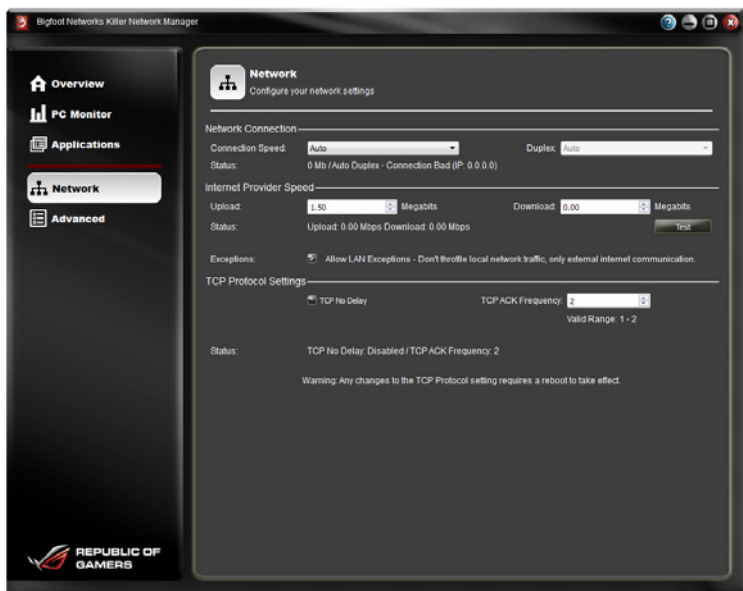 Bigfoot Networks Killer Network Manager
Overview
PC Monitor
Applications
Network
Advanced
Network
Configure your network settings
Network Connection
Connection Speed: Auto Duplex: Auto
Status: 0 Mb / Auto Duplex - Connection Bad (IP: 0.0.0.0)
Internet Provider Speed
Upload: 1.50 Megabits Download: 0.00 Megabits
Status: Upload: 0.00 Mbps Download: 0.00 Mbps Test
Exceptions: Allow LAN Exceptions - Don't throttle local network traffic, only external internet communication.
TCP Protocol Settings
TCP No Delay TCP ACK Frequency: 2
Valid Range: 1 - 2
Status: TCP No Delay: Disabled / TCP ACK Frequency: 2
Warning: Any changes to the TCP Protocol setting requires a reboot to take effect.
REPUBLIC OF
GAMERS